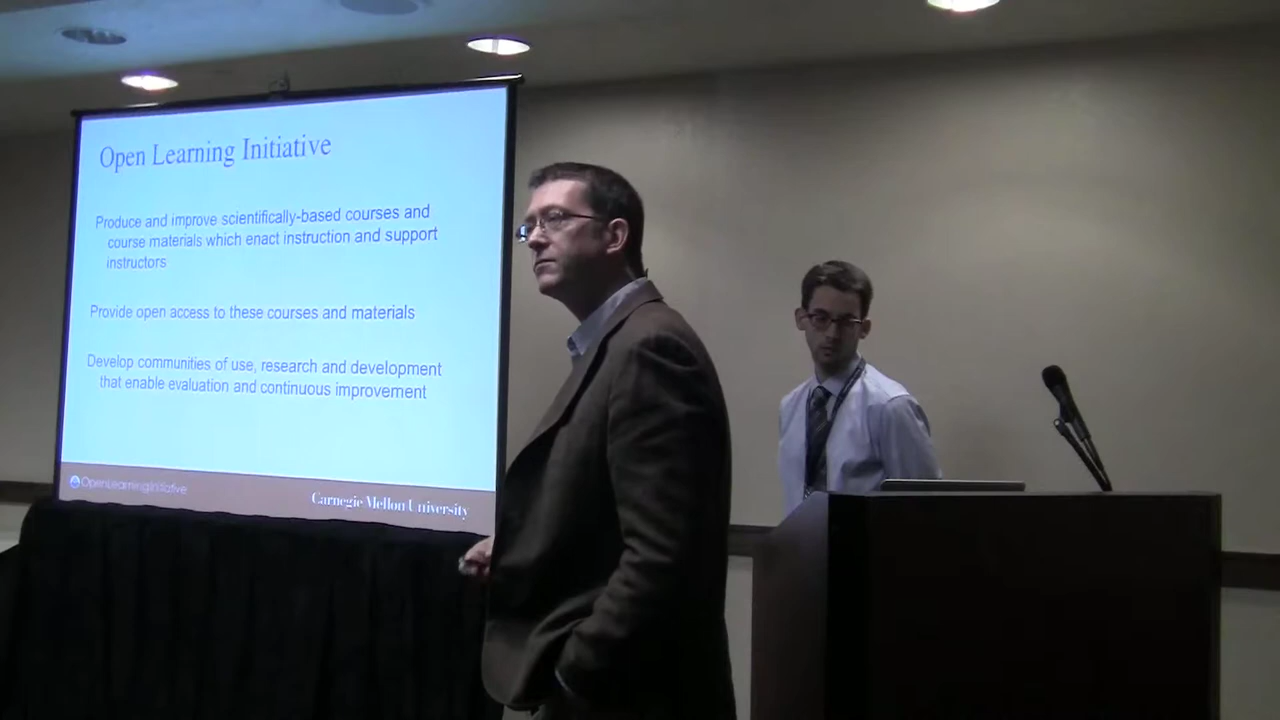 Open Learning Initiative
Produce and improve scientifically-based courses and
course materials which enact instruction and support
instructors
Provide open access to these courses and materials
Develop communities of use, research and development
that enable evaluation and continuous improvement
OpenLearningInitiative
Carnegie Mellon University